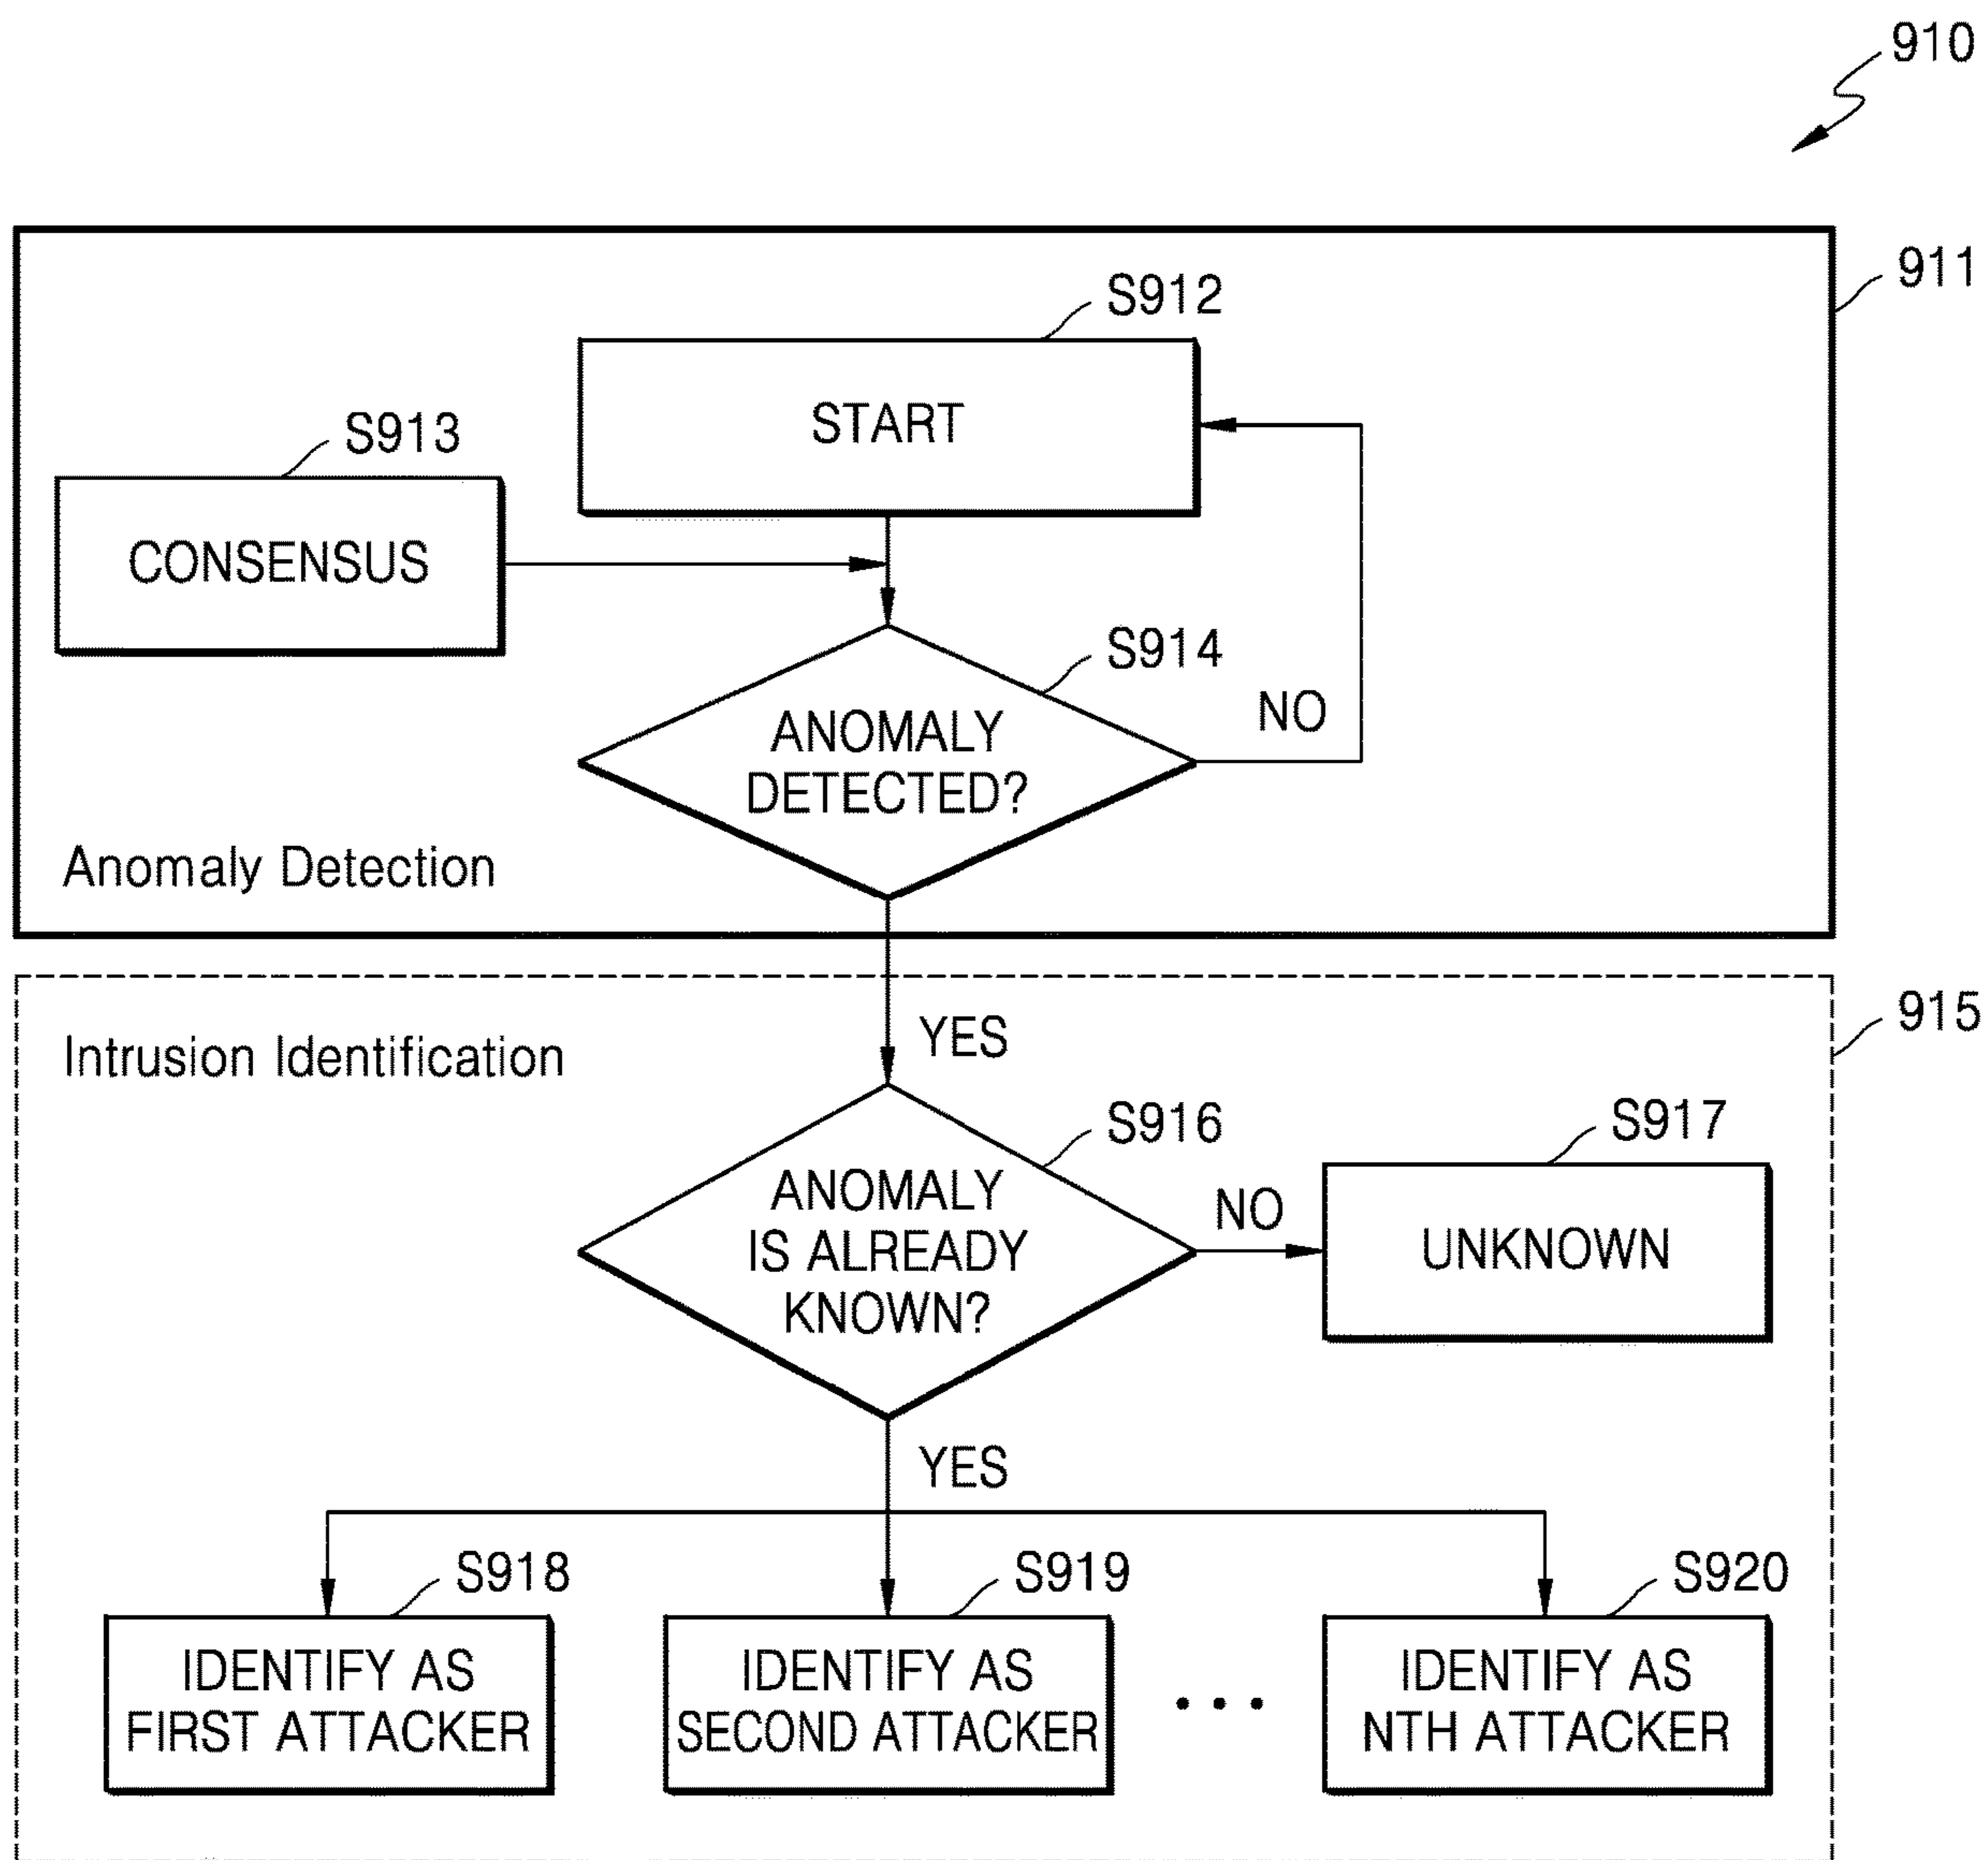 910
911
S912
START
S913
CONSENSUS
S914
ANOMALY
DETECTED?
NO
Anomaly Detection
915
YES
Intrusion Identification
S916
ANOMALY
IS ALREADY
KNOWN?
NO
S917
UNKNOWN
YES
S918
IDENTIFY AS
FIRST ATTACKER
S919
IDENTIFY AS
SECOND ATTACKER
• • •
S920
IDENTIFY AS
NTH ATTACKER